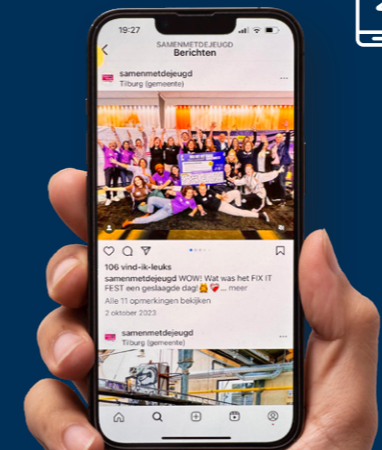 19:27
SAMENMETDEJEUGD
Berichten
samenmetdejeugd
Tilburg (gemeente)
106 vind-ik-leuks
samenmetdejeugd WOW! Wat was het FIX IT
FEST een geslaagde dag!🙌❤️‍🔥... meer
Alle 11 opmerkingen bekijken
2 oktober 2023
samenmetdejeugd
Tilburg (gemeente)